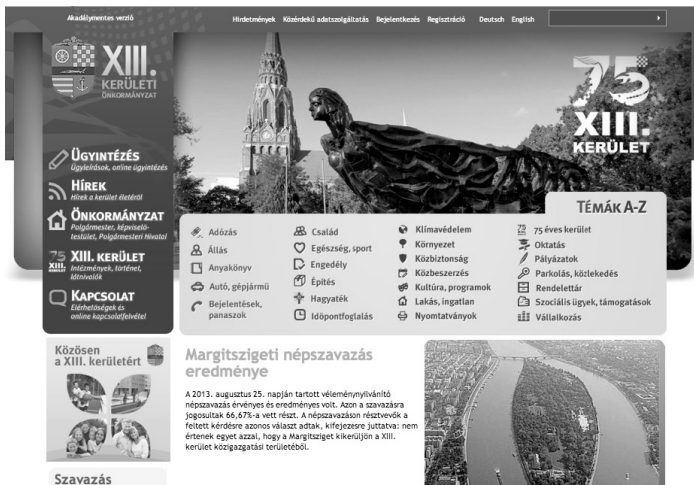 Akadálymentes verzió
Hirdetmények Közérdekű adatszolgáltatás Bejelentkezés Regisztráció Deutsch English
XIII.
KERÜLETI
ÖNKORMÁNYZAT
75
XIII.
KERÜLET
ÜGYINTÉZÉS
Ügyleírások, online ügyintézés
HÍREK
Hírek a kerület életéről
ÖNKORMÁNYZAT
Polgármester, képviselő-
testület, Polgármesteri Hivatal
75 XIII.
XIII. KERÜLET
Intézmények, történet,
látnivalók
KAPCSOLAT
Elérhetőségek és
online kapcsolatfelvétel
TÉMÁK A-Z
Adózás
Állás
Anyakönyv
Autó, gépjármű
Bejelentések,
panaszok
Család
Egészség, sport
Engedély
Építés
Hagyaték
Időpontfoglalás
Klímavédelem
Környezet
Közbiztonság
Közbeszerzés
Kultúra, programok
Lakás, ingatlan
Nyomtatványok
75 éves kerület
Oktatás
Pályázatok
Parkolás, közlekedés
Rendelettár
Szociális ügyek, támogatások
Vállalkozás
Közösen
a XIII. kerületért
Szavazás
Margitszigeti népszavazás
eredménye
A 2013. augusztus 25. napján tartott véleménynyilvánító
népszavazás érvényes és eredményes volt. Azon a szavazásra
jogosultak 66,67%-a vett részt. A népszavazáson résztvevők a
feltett kérdésre azonos választ adtak, kifejezésre juttatva: nem
értenek egyet azzal, hogy a Margitsziget kikerüljön a XIII.
kerület közigazgatási területéből.